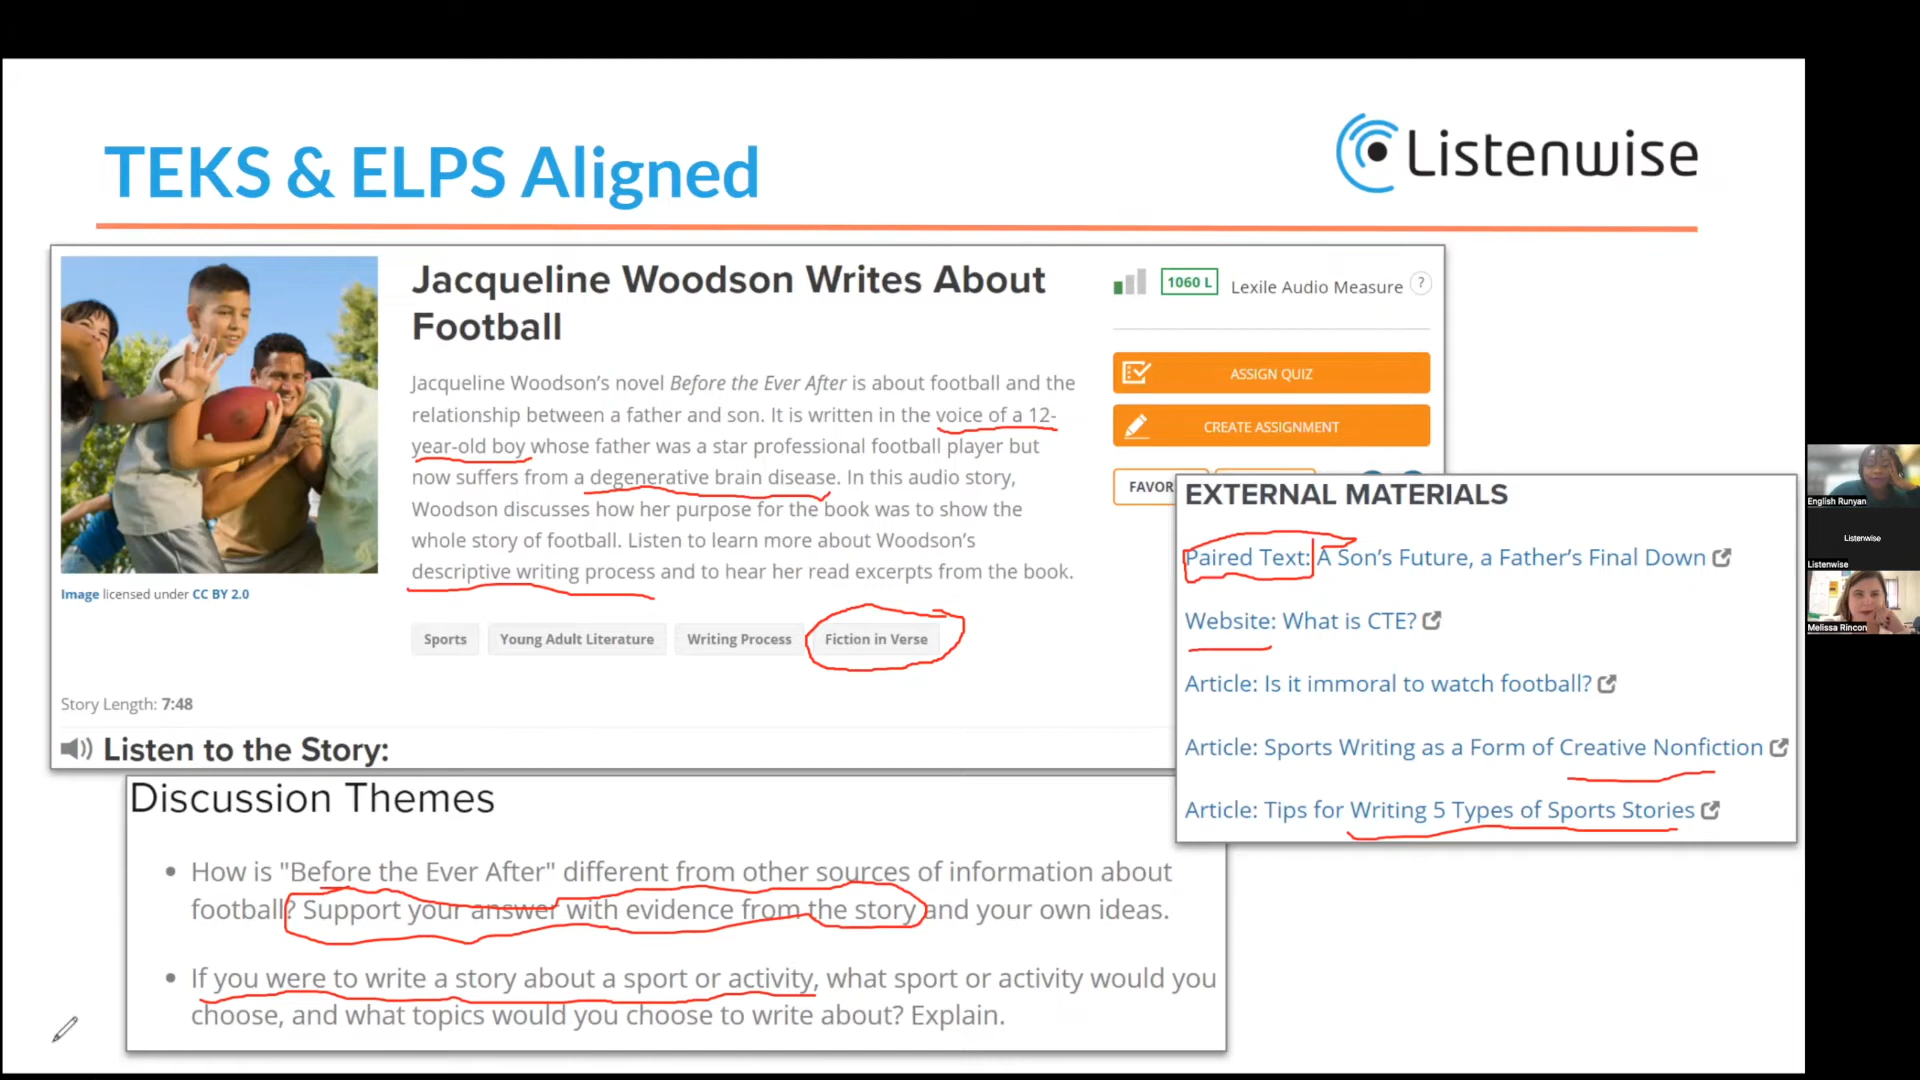 TEKS & ELPS Aligned
Listenwise
Jacqueline Woodson Writes About
Football
Jacqueline Woodson's novel Before the Ever After is about football and the
relationship between a father and son. It is written in the voice of a 12-
year-old boy whose father was a star professional football player but
now suffers from a degenerative brain disease. In this audio story,
Woodson discusses how her purpose for the book was to show the
whole story of football. Listen to learn more about Woodson's
descriptive writing process and to hear her read excerpts from the book.
Image licensed under CC BY 2.0
Sports
Young Adult Literature
Writing Process
Fiction in Verse
Story Length: 7:48
Listen to the Story:
1060 L
Lexile Audio Measure ?
ASSIGN QUIZ
CREATE ASSIGNMENT
FAVOR
EXTERNAL MATERIALS
Paired Text: A Son's Future, a Father's Final Down
Website: What is CTE?
Article: Is it immoral to watch football?
Article: Sports Writing as a Form of Creative Nonfiction
Article: Tips for Writing 5 Types of Sports Stories
Discussion Themes
• How is "Before the Ever After" different from other sources of information about
football? Support your answer with evidence from the story and your own ideas.
• If you were to write a story about a sport or activity, what sport or activity would you
choose, and what topics would you choose to write about? Explain.
English Runyan
Listenwise
Listenwise
Melissa Rincon